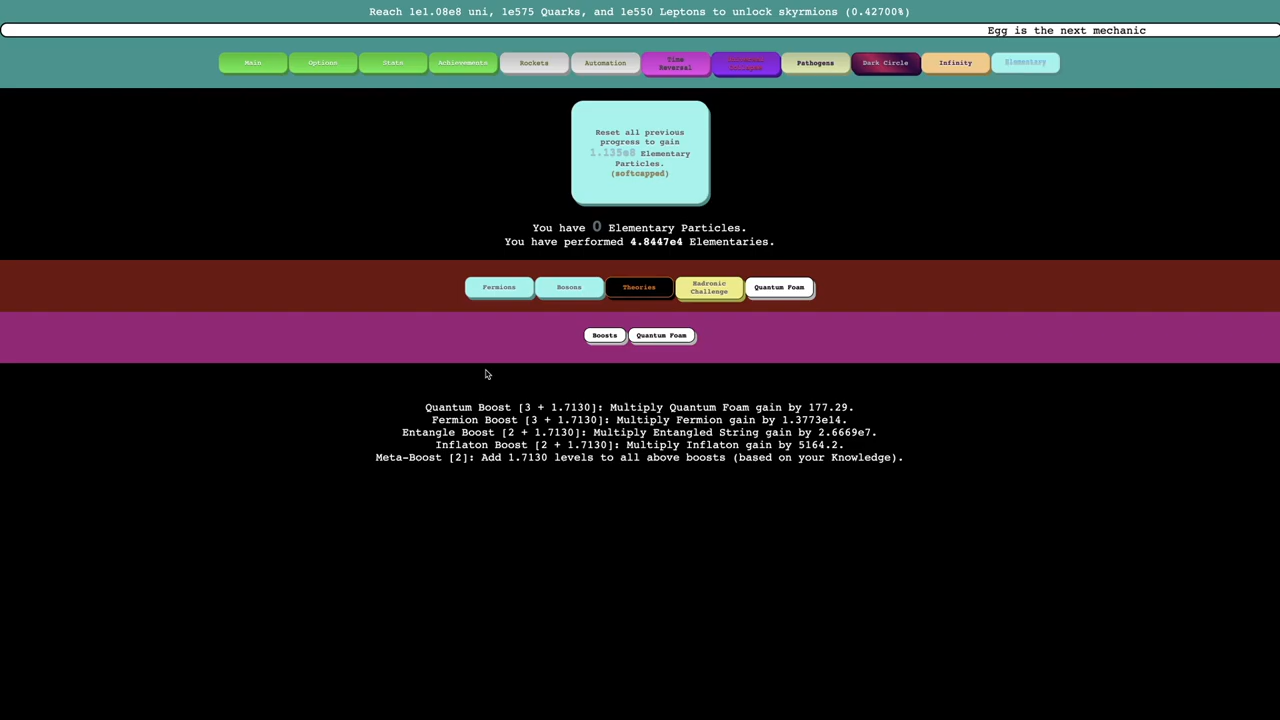 Reach 1e1.08e8 uni, 1e575 Quarks, and 1e550 Leptons to unlock skyrmions (0.42700%)
Egg is the next mechanic
Main
Options
Stats
Achievements
Rockets
Automation
Time
Reversal
Universal
Collapse
Pathogens
Dark Circle
Infinity
Elementary
Reset all previous
progress to gain
1.135e8 Elementary
Particles.
(softcapped)
You have 0 Elementary Particles.
You have performed 4.8447e4 Elementaries.
Fermions
Bosons
Theories
Hadronic
Challenge
Quantum Foam
Boosts
Quantum Foam
Quantum Boost [3 + 1.7130]: Multiply Quantum Foam gain by 177.29.
Fermion Boost [3 + 1.7130]: Multiply Fermion gain by 1.3773e14.
Entangle Boost [2 + 1.7130]: Multiply Entangled String gain by 2.6669e7.
Inflaton Boost [2 + 1.7130]: Multiply Inflaton gain by 5164.2.
Meta-Boost [2]: Add 1.7130 levels to all above boosts (based on your Knowledge).